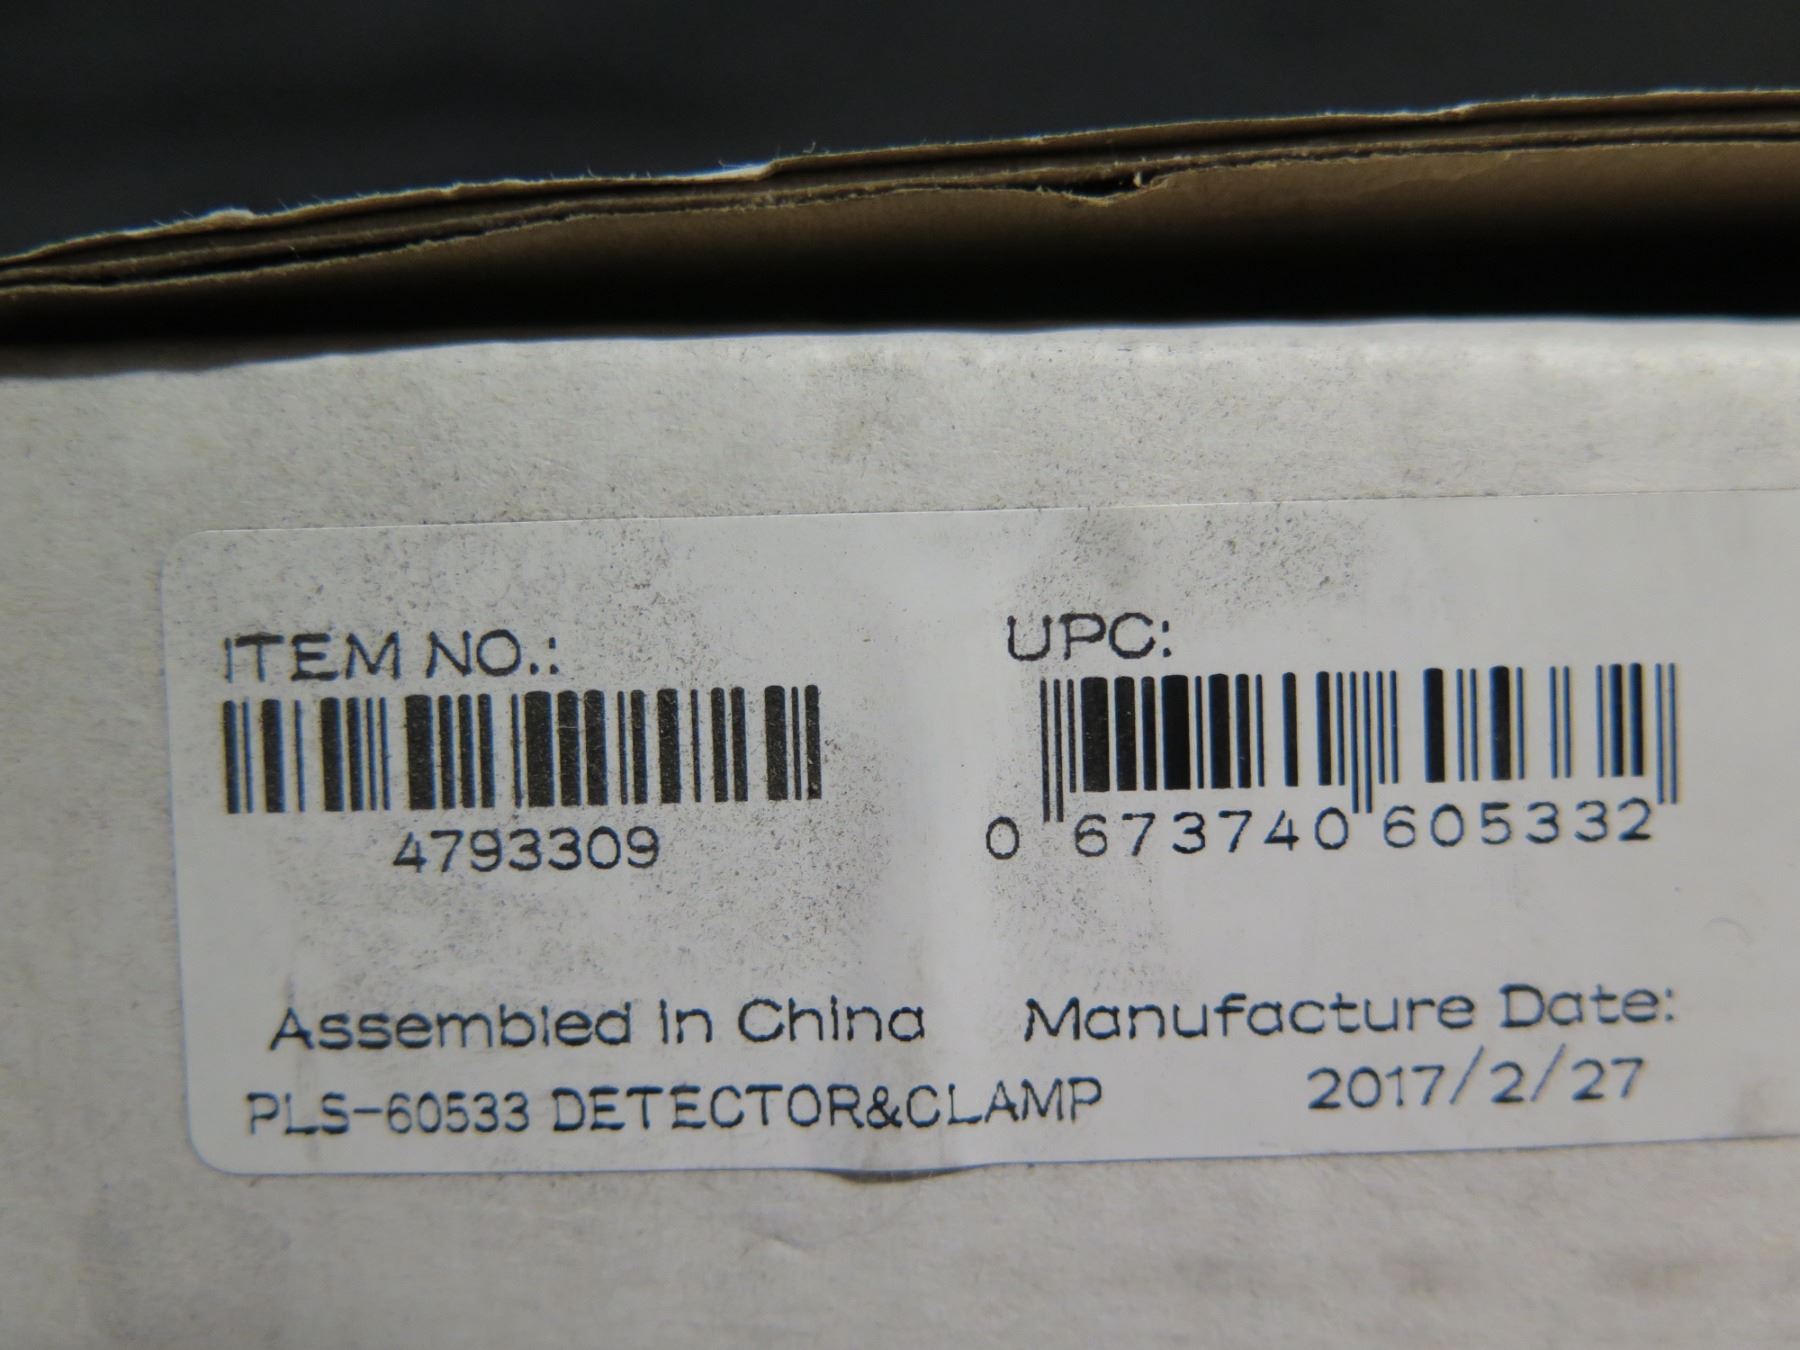 ITEM NO.:
4793309
UPC:
0 673740 605332
Assembled in China
PLS-60533 DETECTOR&CLAMP
Manufacture Date:
2017/2/27